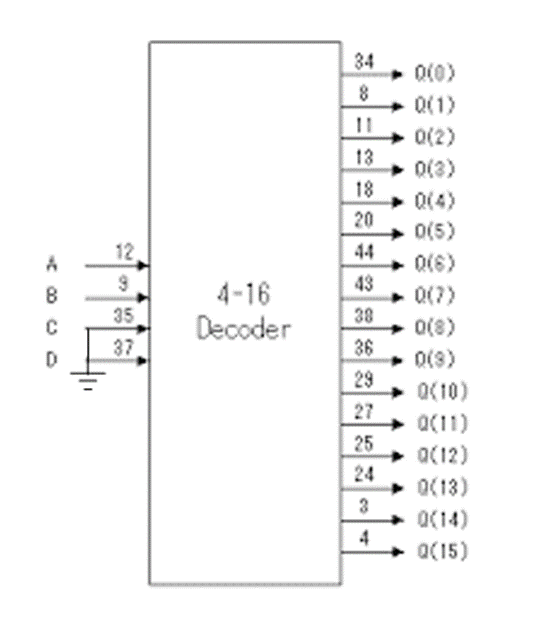 34 Q(0)
8 Q(1)
11 Q(2)
13 Q(3)
18 Q(4)
20 Q(5)
A 12 44 Q(6)
B 9 4-16 43 Q(7)
C 35 Decoder 38 Q(8)
D 37 36 Q(9)
29 Q(10)
27 Q(11)
25 Q(12)
24 Q(13)
3 Q(14)
4 Q(15)